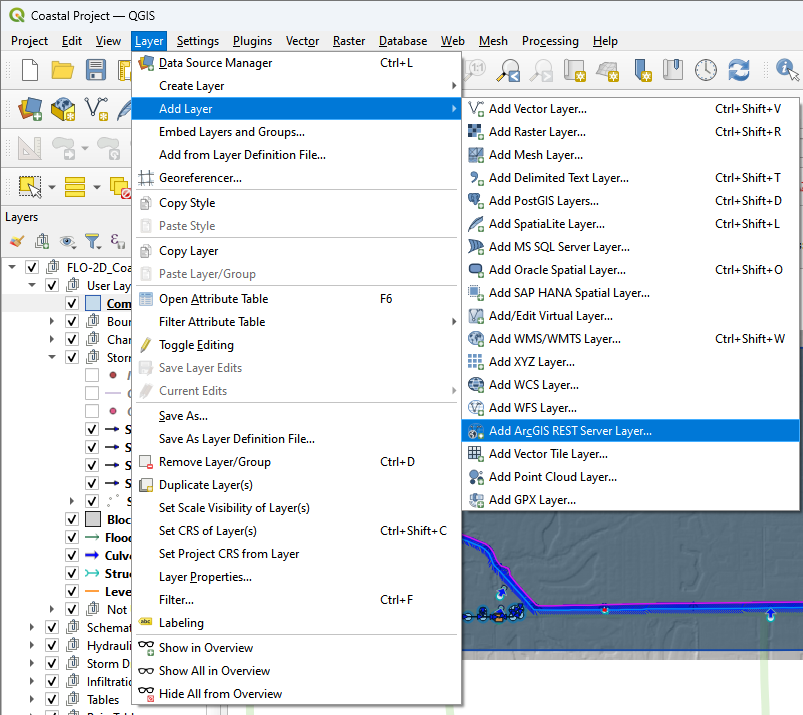 Coastal Project — QGIS
Project Edit View Layer Settings Plugins Vector Raster Database Web Mesh Processing Help
Data Source Manager Ctrl+L
Create Layer
Add Layer
Embed Layers and Groups...
Add from Layer Definition File...
Georeferencer...
Copy Style
Paste Style
Copy Layer
Paste Layer/Group
Open Attribute Table F6
Filter Attribute Table
Toggle Editing
Save Layer Edits
Current Edits
Save As...
Save As Layer Definition File...
Remove Layer/Group Ctrl+D
Duplicate Layer(s)
Set Scale Visibility of Layer(s)
Set CRS of Layer(s) Ctrl+Shift+C
Set Project CRS from Layer
Layer Properties...
Filter... Ctrl+F
abc Labeling
Show in Overview
Show All in Overview
Hide All from Overview
Add Vector Layer... Ctrl+Shift+V
Add Raster Layer... Ctrl+Shift+R
Add Mesh Layer...
Add Delimited Text Layer... Ctrl+Shift+T
Add PostGIS Layers... Ctrl+Shift+D
Add SpatiaLite Layer... Ctrl+Shift+L
Add MS SQL Server Layer...
Add Oracle Spatial Layer... Ctrl+Shift+O
Add SAP HANA Spatial Layer...
Add/Edit Virtual Layer...
Add WMS/WMTS Layer... Ctrl+Shift+W
Add XYZ Layer...
Add WCS Layer...
Add WFS Layer...
Add ArcGIS REST Server Layer...
Add Vector Tile Layer...
Add Point Cloud Layer...
Add GPX Layer...
Layers
FLO-2D_Coa
User Lay
Com
Boun
Char
Storm
S
S
S
S
S
Bloc
Flood
Culve
Struc
Leve
Not
Schemat
Hydrauli
Storm D
Infiltratio
Tables